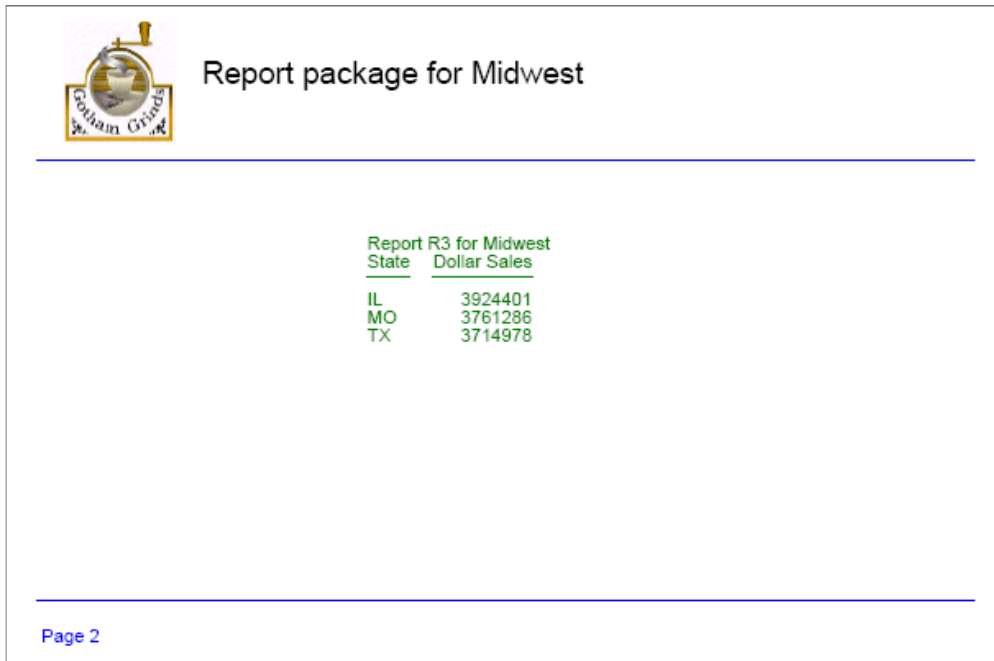 Gotham Grinds
Report package for Midwest
Report R3 for Midwest
State Dollar Sales
IL 3924401
MO 3761286
TX 3714978
Page 2